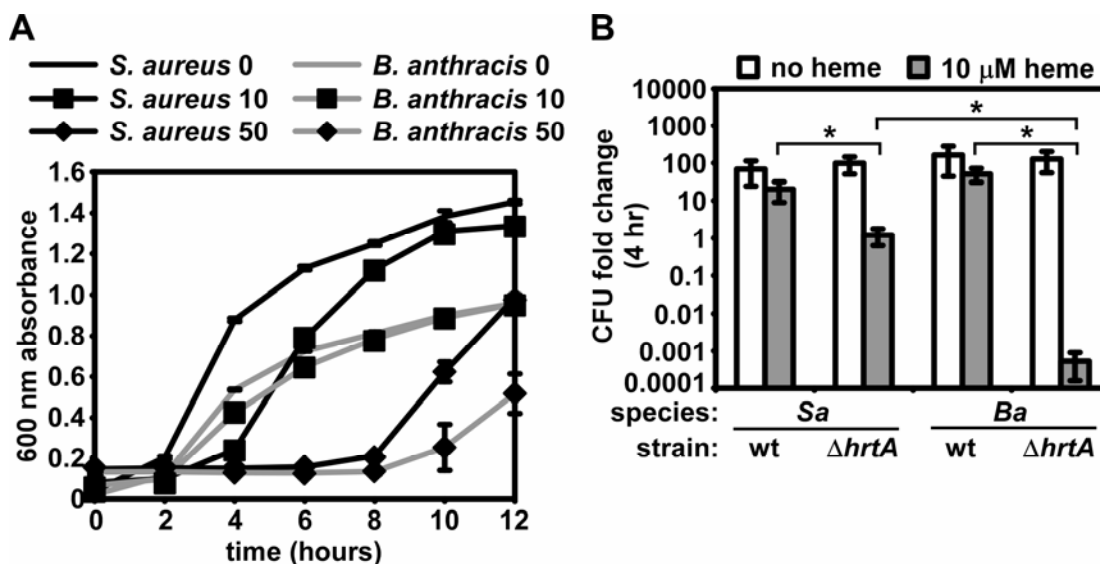 A
S. aureus 0
B. anthracis 0
S. aureus 10
B. anthracis 10
S. aureus 50
B. anthracis 50
600 nm absorbance
1.6
1.4
1.2
1.0
0.8
0.6
0.4
0.2
0
0 2 4 6 8 10 12
time (hours)
B
no heme 10 μM heme
CFU fold change
(4 hr)
10000
1000
100
10
1
0.1
0.01
0.001
0.0001
* * *
species: Sa Ba
strain: wt ΔhrtA wt ΔhrtA